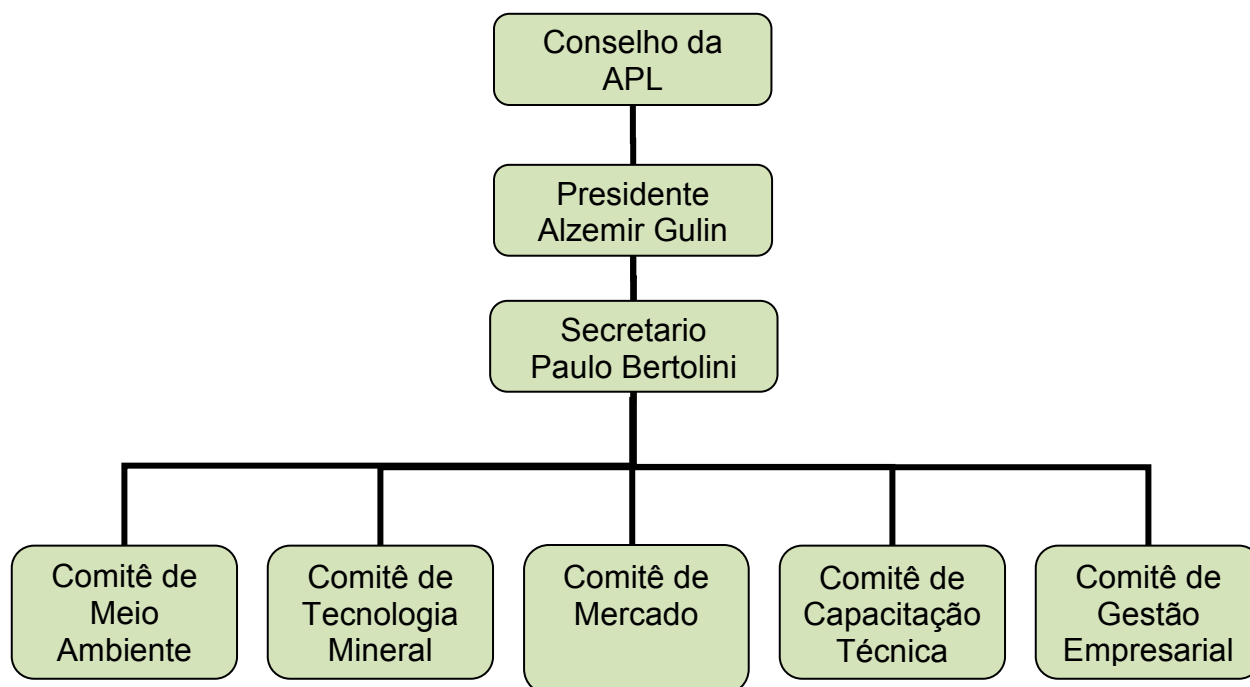 Conselho da
APL
Presidente
Alzemir Gulin
Secretario
Paulo Bertolini
Comitê de
Meio
Ambiente
Comitê de
Tecnologia
Mineral
Comitê de
Mercado
Comitê de
Capacitação
Técnica
Comitê de
Gestão
Empresarial